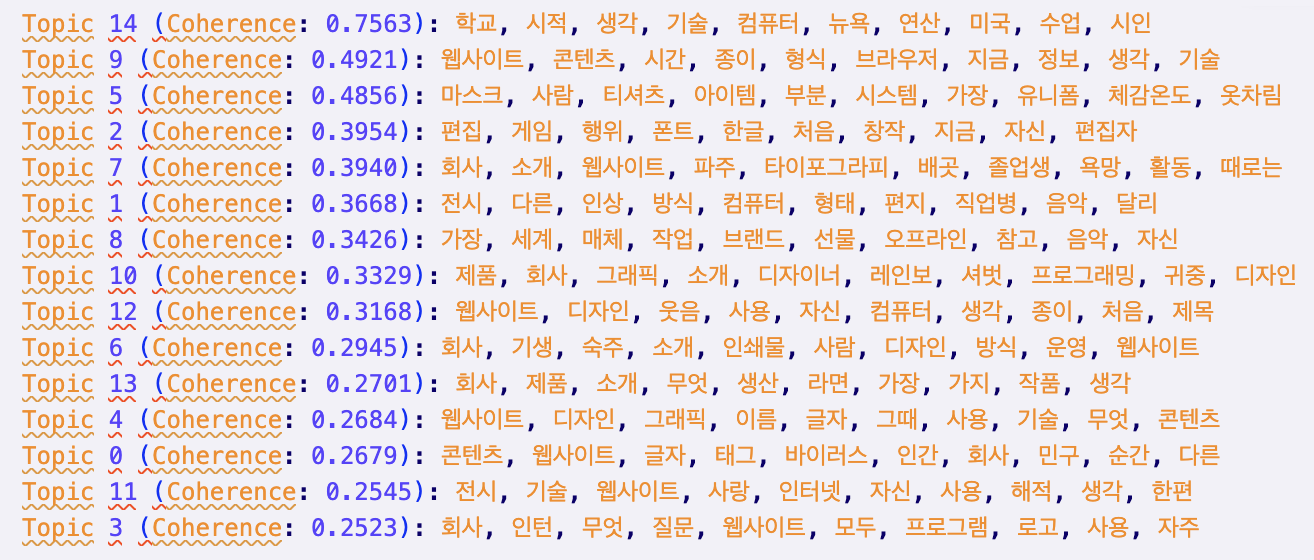 Topic 14 (Coherence: 0.7563): 학교, 시적, 생각, 기술, 컴퓨터, 뉴욕, 연산, 미국, 수업, 시인
Topic 9 (Coherence: 0.4921): 웹사이트, 콘텐츠, 시간, 종이, 형식, 브라우저, 지금, 정보, 생각, 기술
Topic 5 (Coherence: 0.4856): 마스크, 사람, 티셔츠, 아이템, 부분, 시스템, 가장, 유니폼, 체감온도, 옷차림
Topic 2 (Coherence: 0.3954): 편집, 게임, 행위, 폰트, 한글, 처음, 창작, 지금, 자신, 편집자
Topic 7 (Coherence: 0.3940): 회사, 소개, 웹사이트, 파주, 타이포그라피, 배곳, 졸업생, 욕망, 활동, 때로는
Topic 1 (Coherence: 0.3668): 전시, 다른, 인상, 방식, 컴퓨터, 형태, 편지, 직업병, 음악, 달리
Topic 8 (Coherence: 0.3426): 가장, 세계, 매체, 작업, 브랜드, 선물, 오프라인, 참고, 음악, 자신
Topic 10 (Coherence: 0.3329): 제품, 회사, 그래픽, 소개, 디자이너, 레인보, 셔벗, 프로그래밍, 귀중, 디자인
Topic 12 (Coherence: 0.3168): 웹사이트, 디자인, 웃음, 사용, 자신, 컴퓨터, 생각, 종이, 처음, 제목
Topic 6 (Coherence: 0.2945): 회사, 기생, 숙주, 소개, 인쇄물, 사람, 디자인, 방식, 운영, 웹사이트
Topic 13 (Coherence: 0.2701): 회사, 제품, 소개, 무엇, 생산, 라면, 가장, 가지, 작품, 생각
Topic 4 (Coherence: 0.2684): 웹사이트, 디자인, 그래픽, 이름, 글자, 그때, 사용, 기술, 무엇, 콘텐츠
Topic 0 (Coherence: 0.2679): 콘텐츠, 웹사이트, 글자, 태그, 바이러스, 인간, 회사, 민구, 순간, 다른
Topic 11 (Coherence: 0.2545): 전시, 기술, 웹사이트, 사랑, 인터넷, 자신, 사용, 해적, 생각, 한편
Topic 3 (Coherence: 0.2523): 회사, 인턴, 무엇, 질문, 웹사이트, 모두, 프로그램, 로고, 사용, 자주